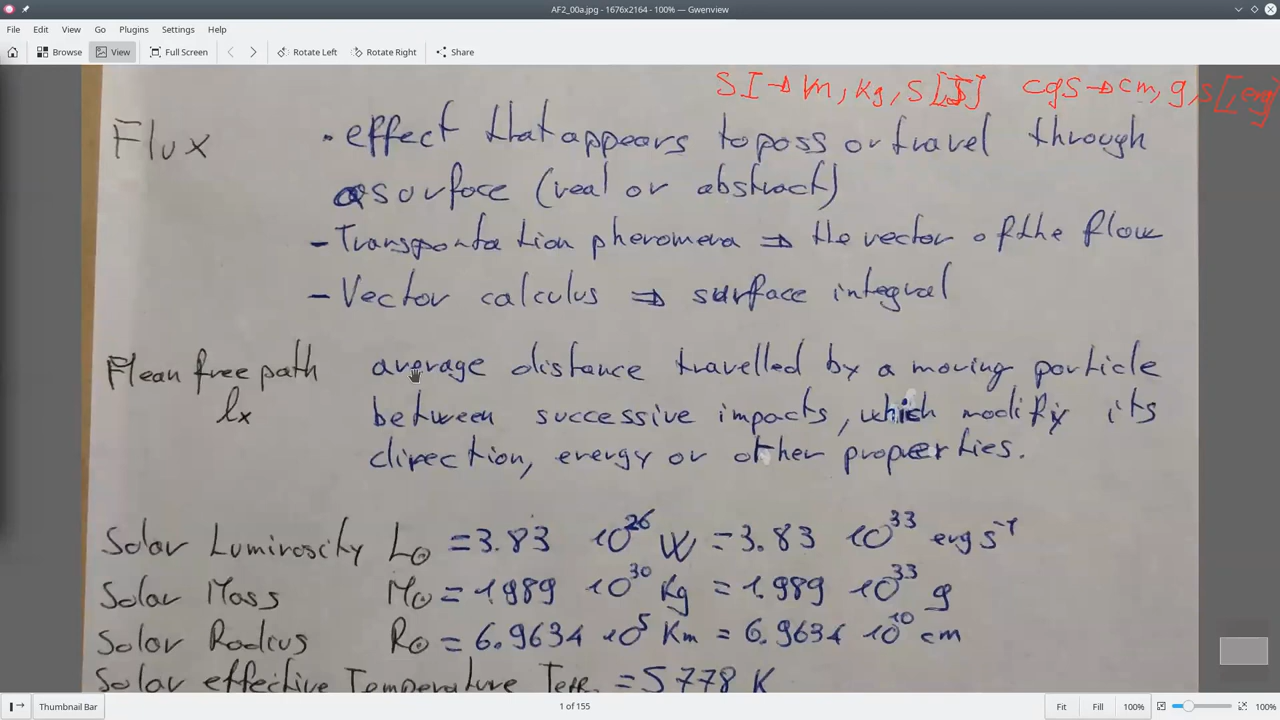 AF2_00a.jpg - 1676x2164 - 100% — Gwenview
File Edit View Go Plugins Settings Help
Browse View Full Screen Rotate Left Rotate Right Share
SI → m, kg, s [J] cgs → cm, g, s [, erg]
Flux • effect that appears to pass or travel through
a surface (real or abstract)
- Transportation phenomena ⇒ the vector of the flow
- Vector calculus ⇒ surface integral
Mean free path average distance travelled by a moving particle
lx between successive impacts, which modify its
direction, energy or other properties.
Solar Luminosity L⊙ = 3.83 10^26 W = 3.83 10^33 erg s^-1
Solar Mass M⊙ = 1.989 10^30 Kg = 1.989 10^33 g
Solar Radius R⊙ = 6.9634 10^5 Km = 6.9634 10^10 cm
Solar effective Temperature Teff. = 5778 K
Thumbnail Bar 1 of 155 Fit Fill 100% 100%